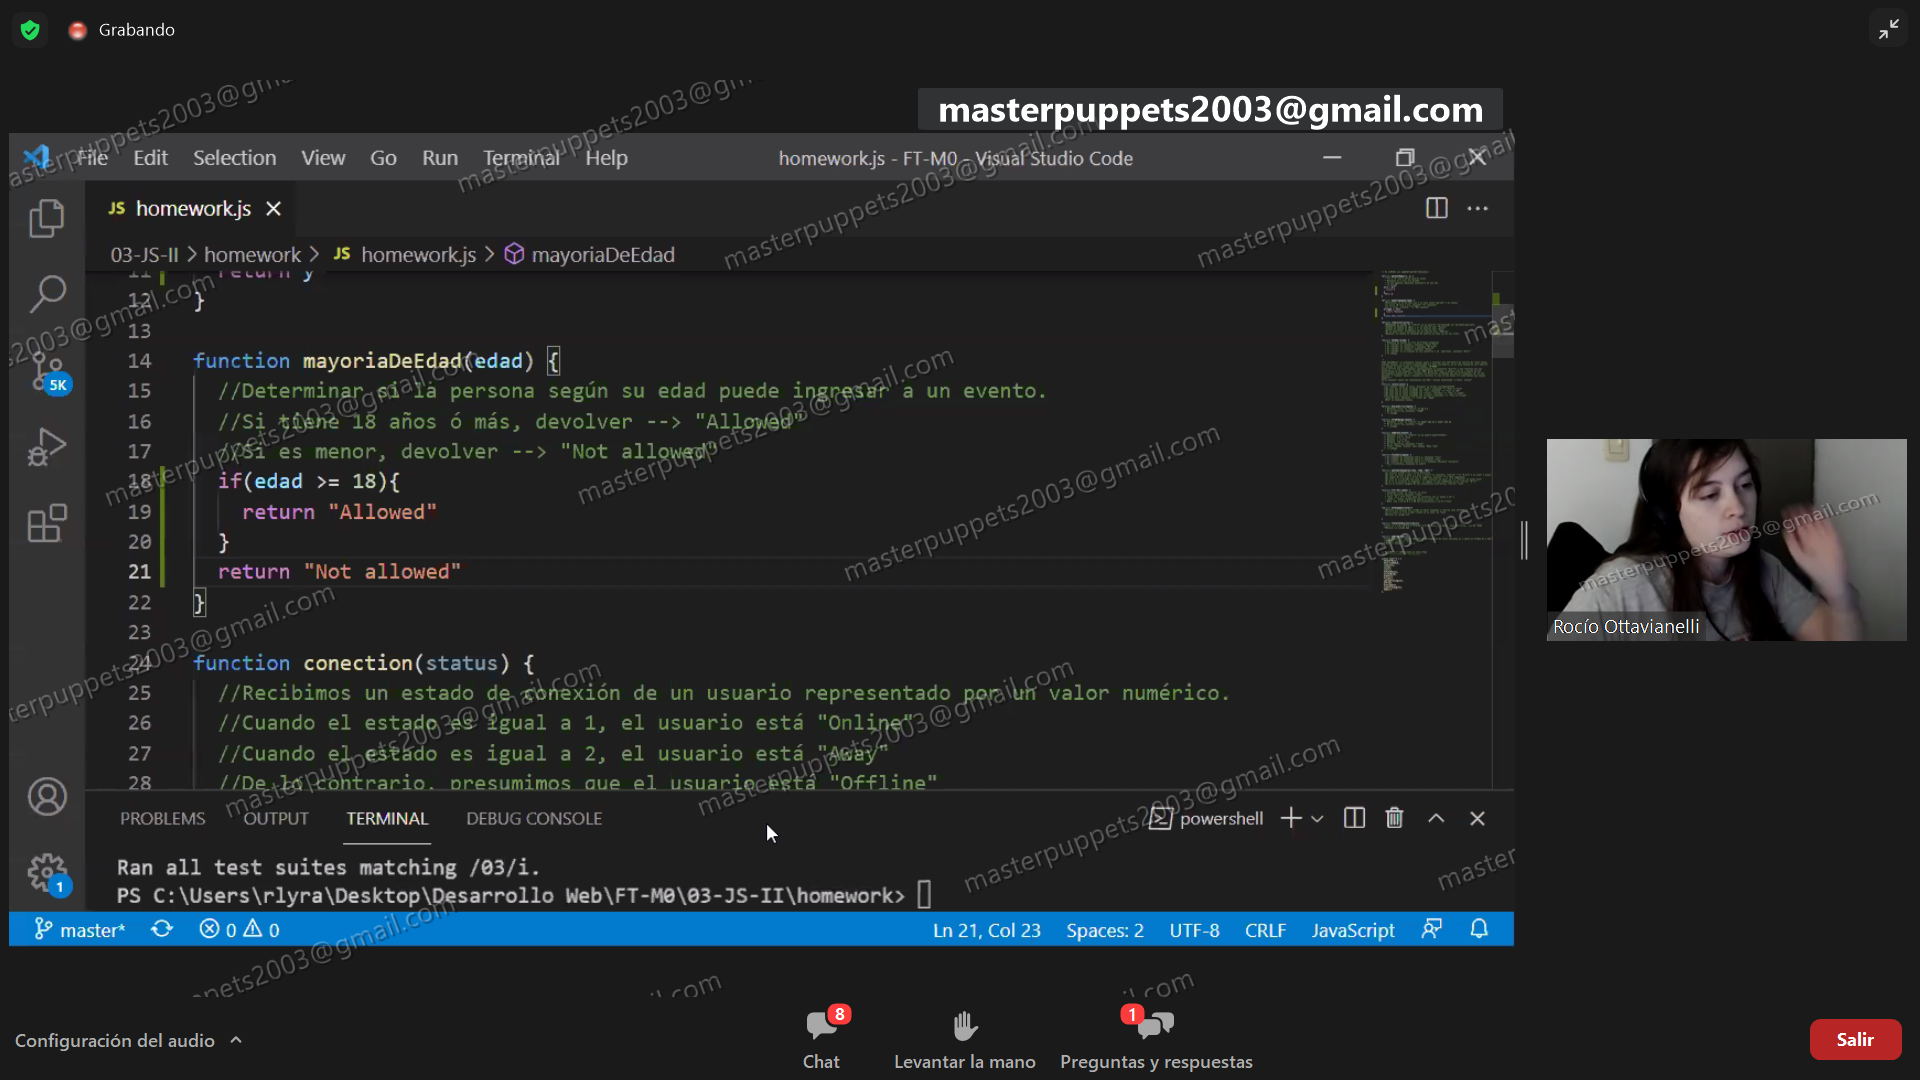 Grabando
masterpuppets2003@gmail.com
File Edit Selection View Go Run Terminal Help
homework.js - FT-M0 - Visual Studio Code
JS homework.js
03-JS-II > homework > JS homework.js > mayoriaDeEdad
11 return y
12 }
13
14 function mayoriaDeEdad(edad) {
15 //Determinar si la persona según su edad puede ingresar a un evento.
16 //Si tiene 18 años ó más, devolver --> "Allowed"
17 //Si es menor, devolver --> "Not allowed"
18 if(edad >= 18){
19 return "Allowed"
20 }
21 return "Not allowed"
22 }
23
24 function conection(status) {
25 //Recibimos un estado de conexión de un usuario representado por un valor numérico.
26 //Cuando el estado es igual a 1, el usuario está "Online"
27 //Cuando el estado es igual a 2, el usuario está "Away"
28 //De lo contrario, presumimos que el usuario está "Offline"
5K
1
Rocío Ottavianelli
PROBLEMS OUTPUT TERMINAL DEBUG CONSOLE
powershell
Ran all test suites matching /03/i.
PS C:\Users\rlyra\Desktop\Desarrollo Web\FT-M0\03-JS-II\homework>
master* 0 0
Ln 21, Col 23 Spaces: 2 UTF-8 CRLF JavaScript
Configuración del audio
8
Chat
Levantar la mano
1
Preguntas y respuestas
Salir